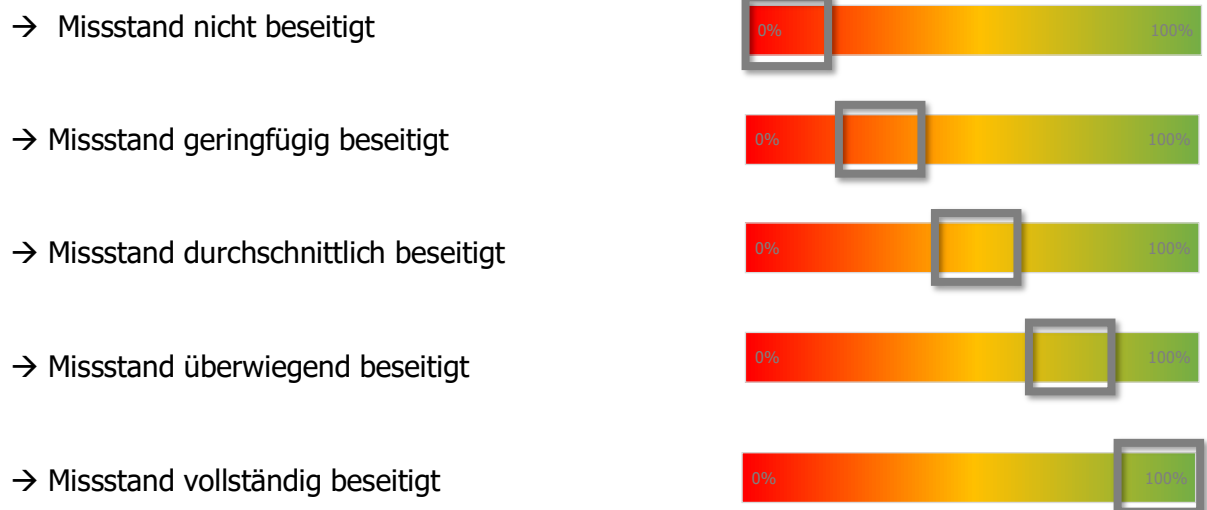 → Missstand nicht beseitigt 0% 100%
→ Missstand geringfügig beseitigt 0% 100%
→ Missstand durchschnittlich beseitigt 0% 100%
→ Missstand überwiegend beseitigt 0% 100%
→ Missstand vollständig beseitigt 0% 100%